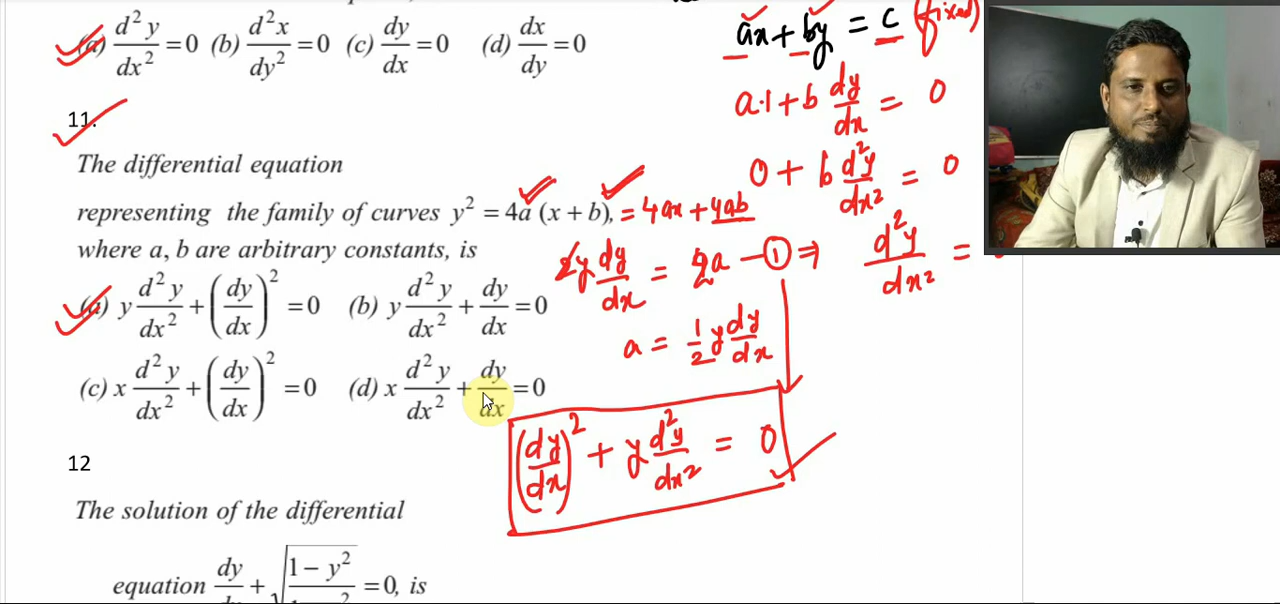 (a) d²y/dx² = 0 (b) d²x/dy² = 0 (c) dy/dx = 0 (d) dx/dy = 0
ax + by = c (fixed)
a·1 + b dy/dx = 0
0 + b d²y/dx² = 0
⇒ d²y/dx² =
11.
The differential equation
representing the family of curves y² = 4a (x + b), = 4ax + 4ab
where a, b are arbitrary constants, is
2y dy/dx = 2a —①
(a) y d²y/dx² + (dy/dx)² = 0 (b) y d²y/dx² + dy/dx = 0
a = 1/2 y dy/dx
(c) x d²y/dx² + (dy/dx)² = 0 (d) x d²y/dx² + dy/dx = 0
(dy/dx)² + y d²y/dx² = 0
12
The solution of the differential
equation dy/ + √1 − y² = 0, is